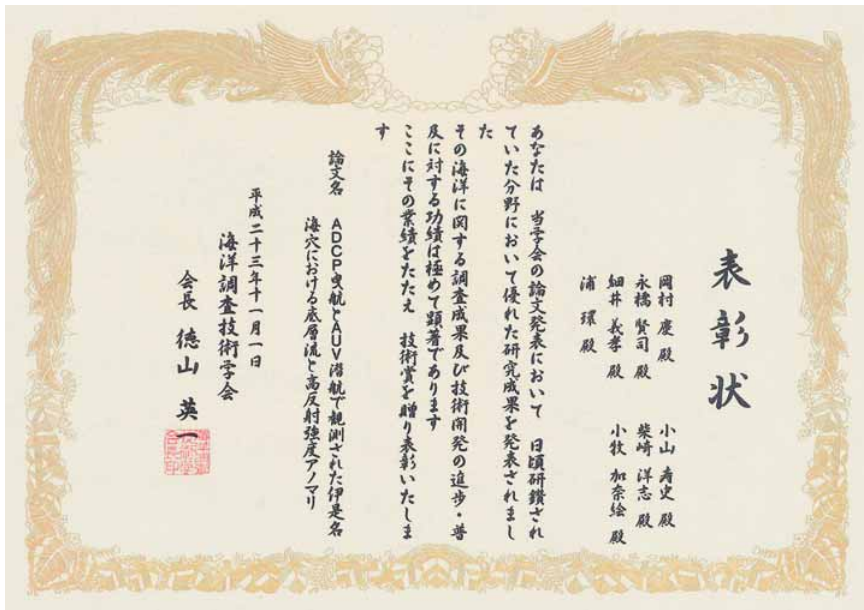 表彰状
岡村 慶 殿 小山 寿史 殿
永橋 賢司 殿 柴崎 洋志 殿
細井 義孝 殿 小牧 加奈絵 殿
浦 環 殿
あなたは 当学会の論文発表において 日頃研鑽され
ていた分野において優れた研究成果を発表されまし
た
その海洋に関する調査成果及び技術開発の進歩・普
及に対する功績は極めて顕著であります
ここにその業績をたたえ 技術賞を贈り表彰いたしま
す
論文名 ADCP曳航とAUV潜航で観測された伊是名
海穴における底層流と高反射強度アノマリ
平成二十三年十一月一日
海洋調査技術学会
会長 徳山 英一